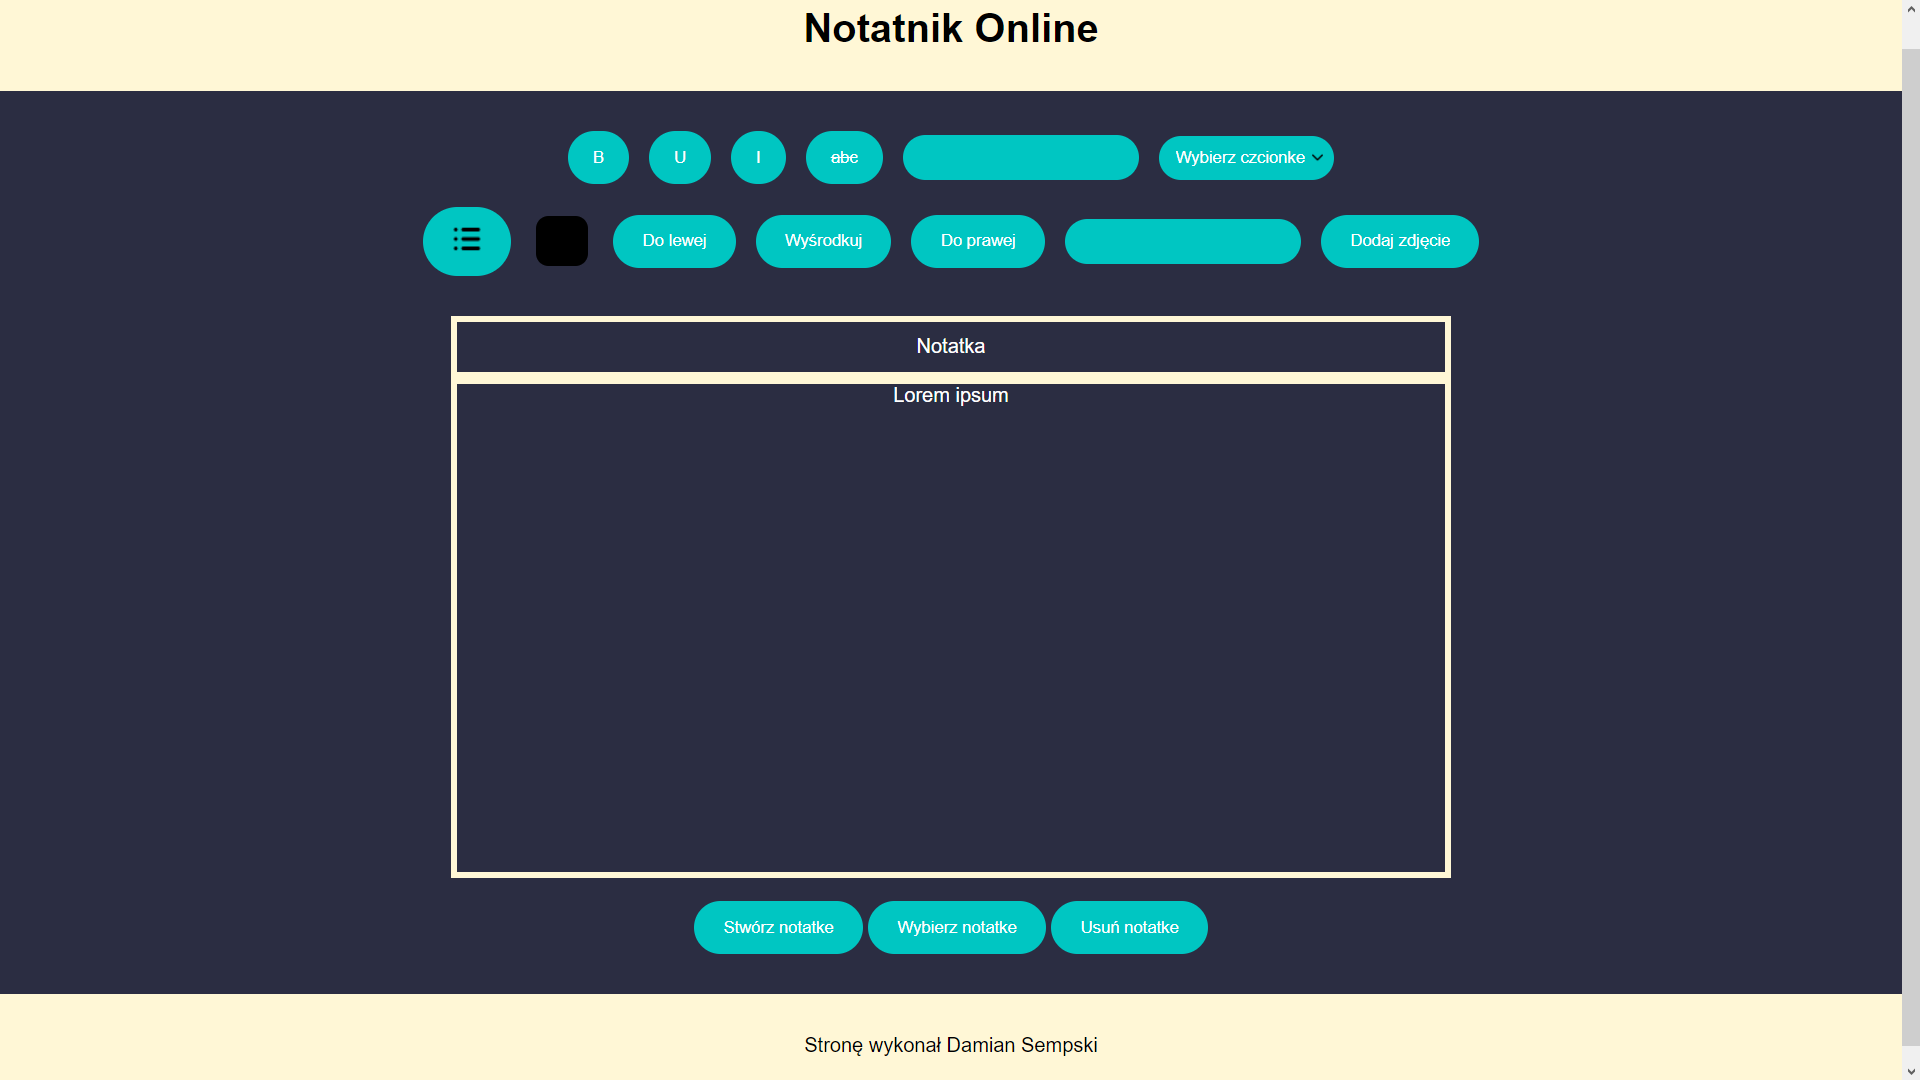 Notatnik Online
B U I abc Wybierz czcionke
Do lewej Wyśrodkuj Do prawej Dodaj zdjęcie
Notatka
Lorem ipsum
Stwórz notatke Wybierz notatke Usuń notatke
Stronę wykonał Damian Sempski